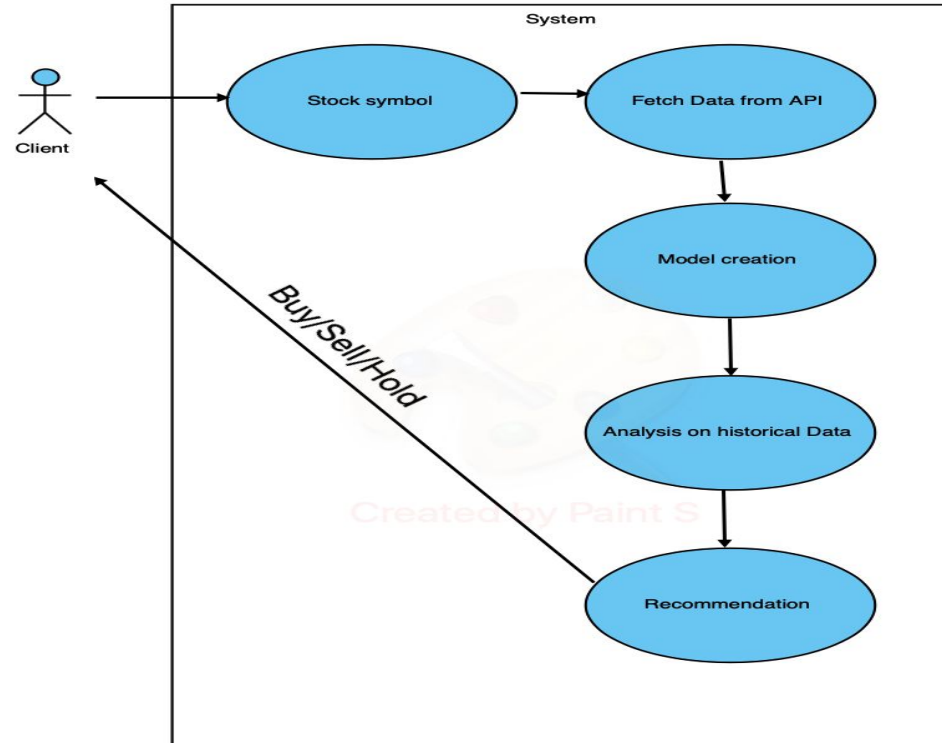 System
Client
Stock symbol
Fetch Data from API
Model creation
Buy/Sell/Hold
Analysis on historical Data
Created by Paint S
Recommendation